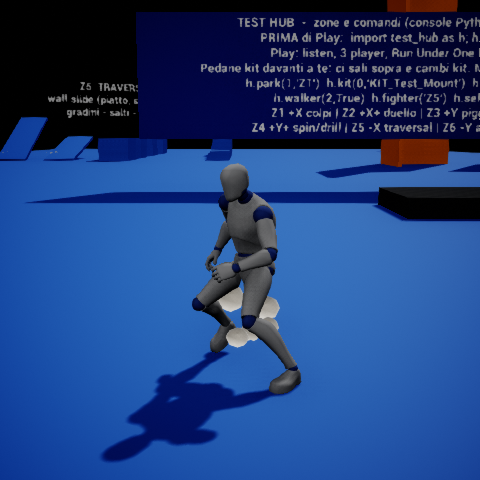 TEST HUB - zone e comandi (console Pyth
PRIMA di Play: import test_hub as h; h.
Play: listen, 3 player, Run Under One
Pedane kit davanti a te: ci sali sopra e cambi kit. M
h.park(1,'Z1') h.kit(0,'KIT_Test_Mount') h
h.walker(2,True) h.fighter('Z5') h.sel
Z1 +X colpi | Z2 +X+ duello | Z3 +Y pigg
Z4 +Y+ spin/drill | Z5 -X traversal | Z6 -Y a
Z5 TRAVERS
wall slide (piatto, s
gradini - salti -